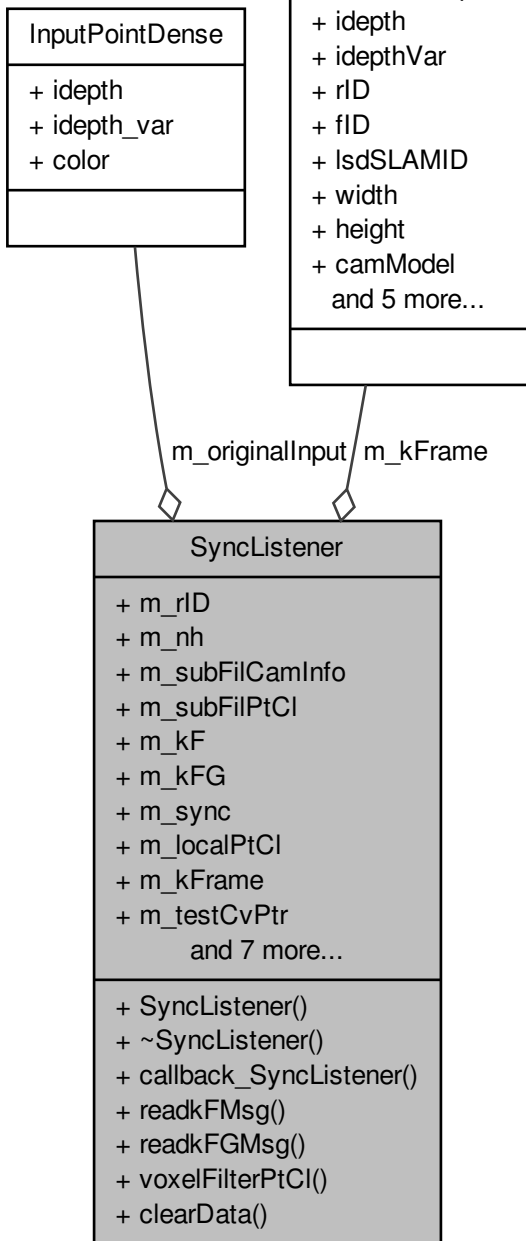 InputPointDense
+ idepth
+ idepth_var
+ color
+ idepth
+ idepthVar
+ rID
+ fID
+ lsdSLAMID
+ width
+ height
+ camModel
and 5 more...
m_originalInput
m_kFrame
SyncListener
+ m_rID
+ m_nh
+ m_subFilCamInfo
+ m_subFilPtCl
+ m_kF
+ m_kFG
+ m_sync
+ m_localPtCl
+ m_kFrame
+ m_testCvPtr
and 7 more...
+ SyncListener()
+ ~SyncListener()
+ callback_SyncListener()
+ readkFMsg()
+ readkFGMsg()
+ voxelFilterPtCl()
+ clearData()